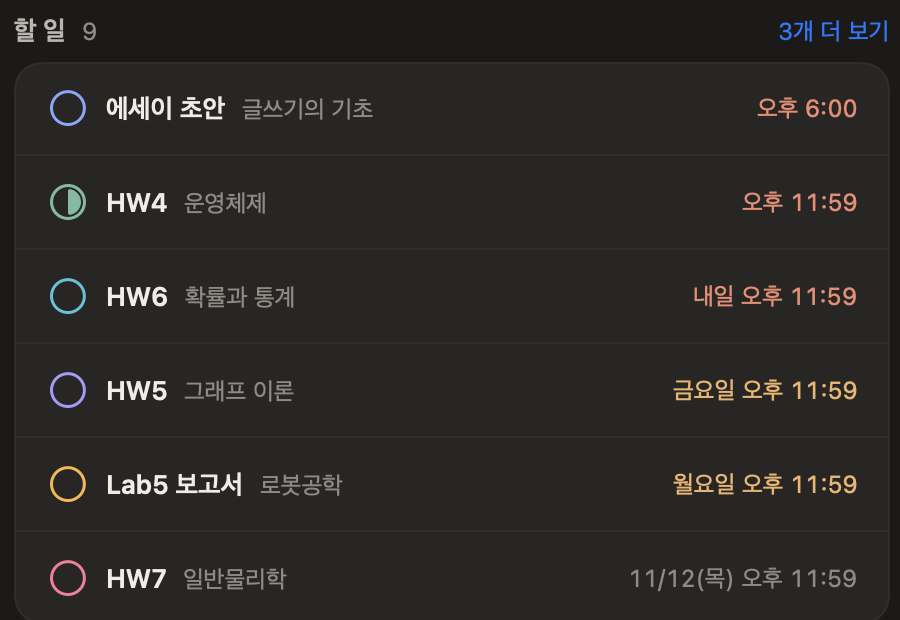 할 일 9 3개 더 보기
에세이 초안 글쓰기의 기초 오후 6:00
HW4 운영체제 오후 11:59
HW6 확률과 통계 내일 오후 11:59
HW5 그래프 이론 금요일 오후 11:59
Lab5 보고서 로봇공학 월요일 오후 11:59
HW7 일반물리학 11/12(목) 오후 11:59